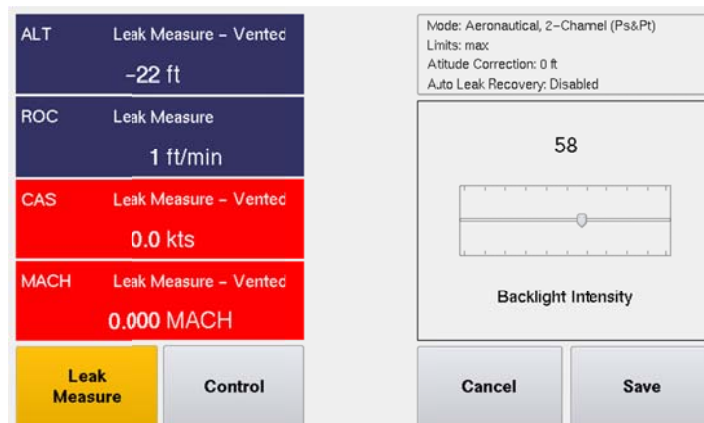 ALT Leak Measure – Vented
-22 ft
ROC Leak Measure
1 ft/min
CAS Leak Measure – Vented
0.0 kts
MACH Leak Measure – Vented
0.000 MACH
Leak
Measure
Control
Mode: Aeronautical, 2-Channel (Ps&Pt)
Limits: max
Atitude Correction: 0 ft
Auto Leak Recovery: Disabled
58
Backlight Intensity
Cancel
Save